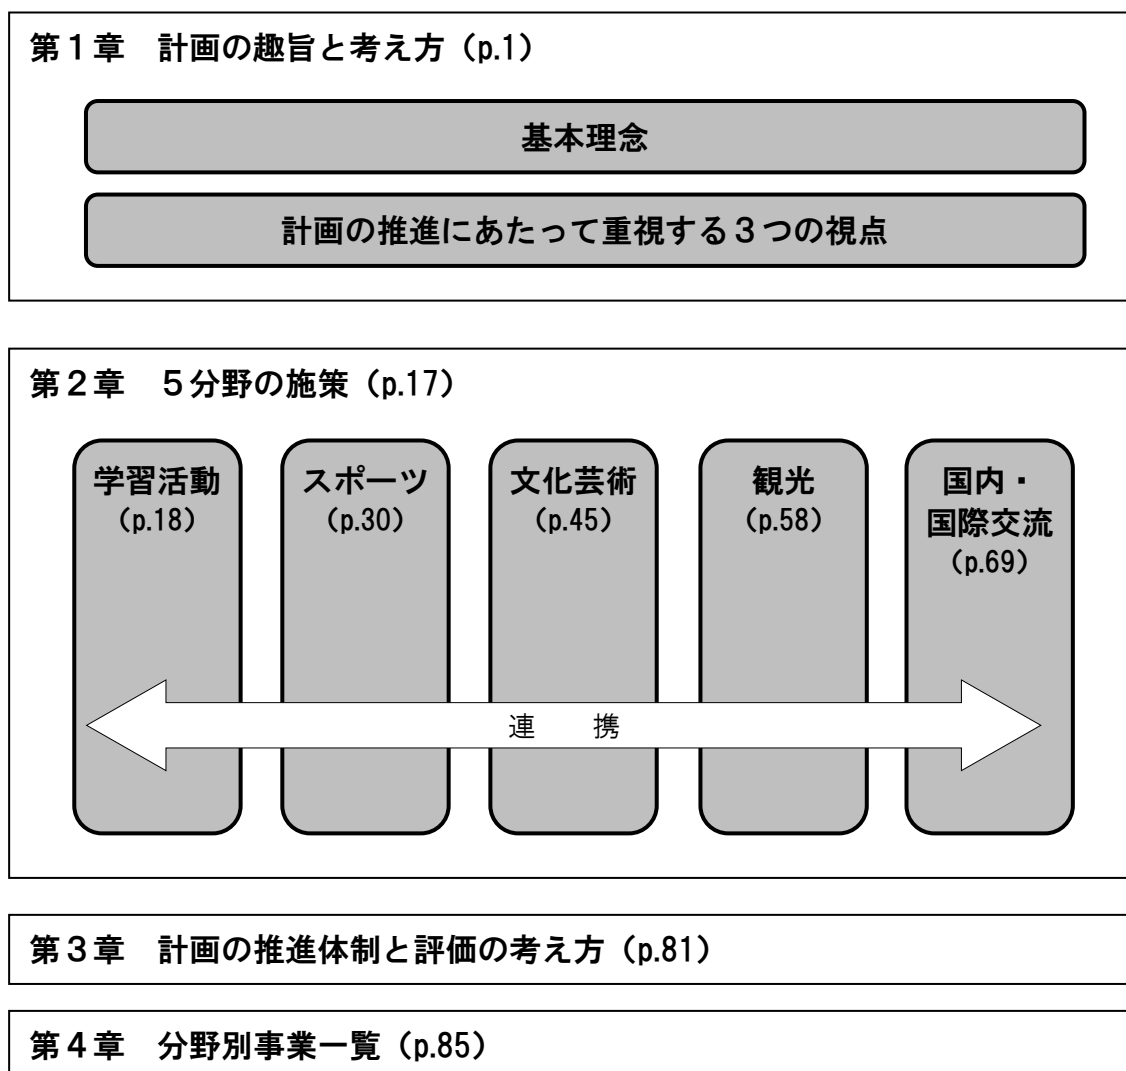 第１章　計画の趣旨と考え方（p.1）
基本理念
計画の推進にあたって重視する３つの視点
第２章　５分野の施策（p.17）
学習活動
（p.18）
スポーツ
（p.30）
文化芸術
（p.45）
観光
（p.58）
国内・
国際交流
（p.69）
連　携
第３章　計画の推進体制と評価の考え方（p.81）
第４章　分野別事業一覧（p.85）